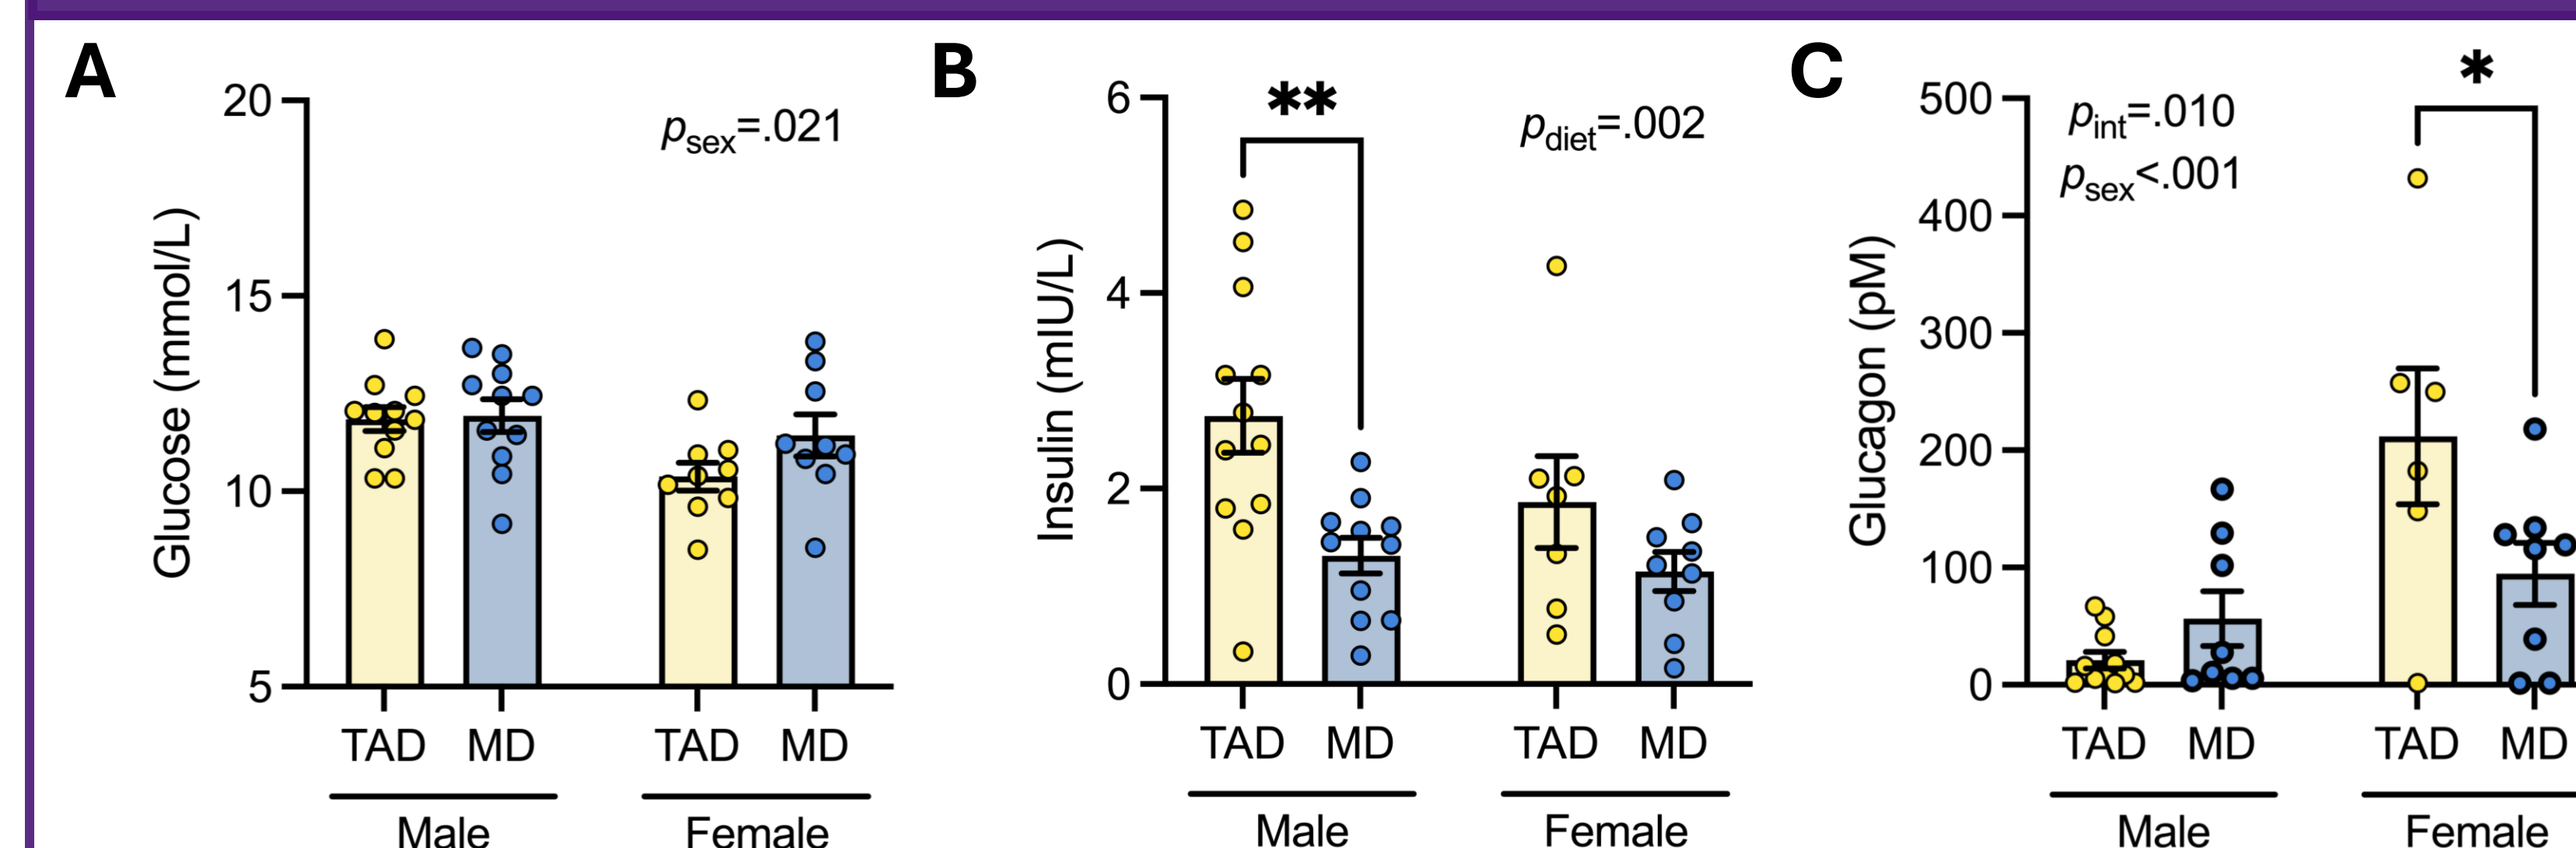 A
Glucose (mmol/L)
20
15
10
5
psex=.021
TAD MD TAD MD
Male Female
B
Insulin (mIU/L)
6
4
2
0
**
pdiet=.002
TAD MD TAD MD
Male Female
C
Glucagon (pM)
500
400
300
200
100
0
pint=.010
psex<.001
*
TAD MD TAD MD
Male Female